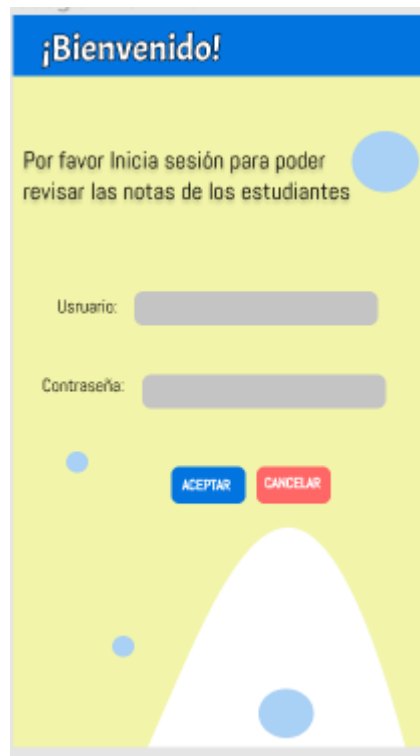 ¡Bienvenido!
Por favor Inicia sesión para poder
revisar las notas de los estudiantes
Usruario:
Contraseña:
ACEPTAR
CANCELAR